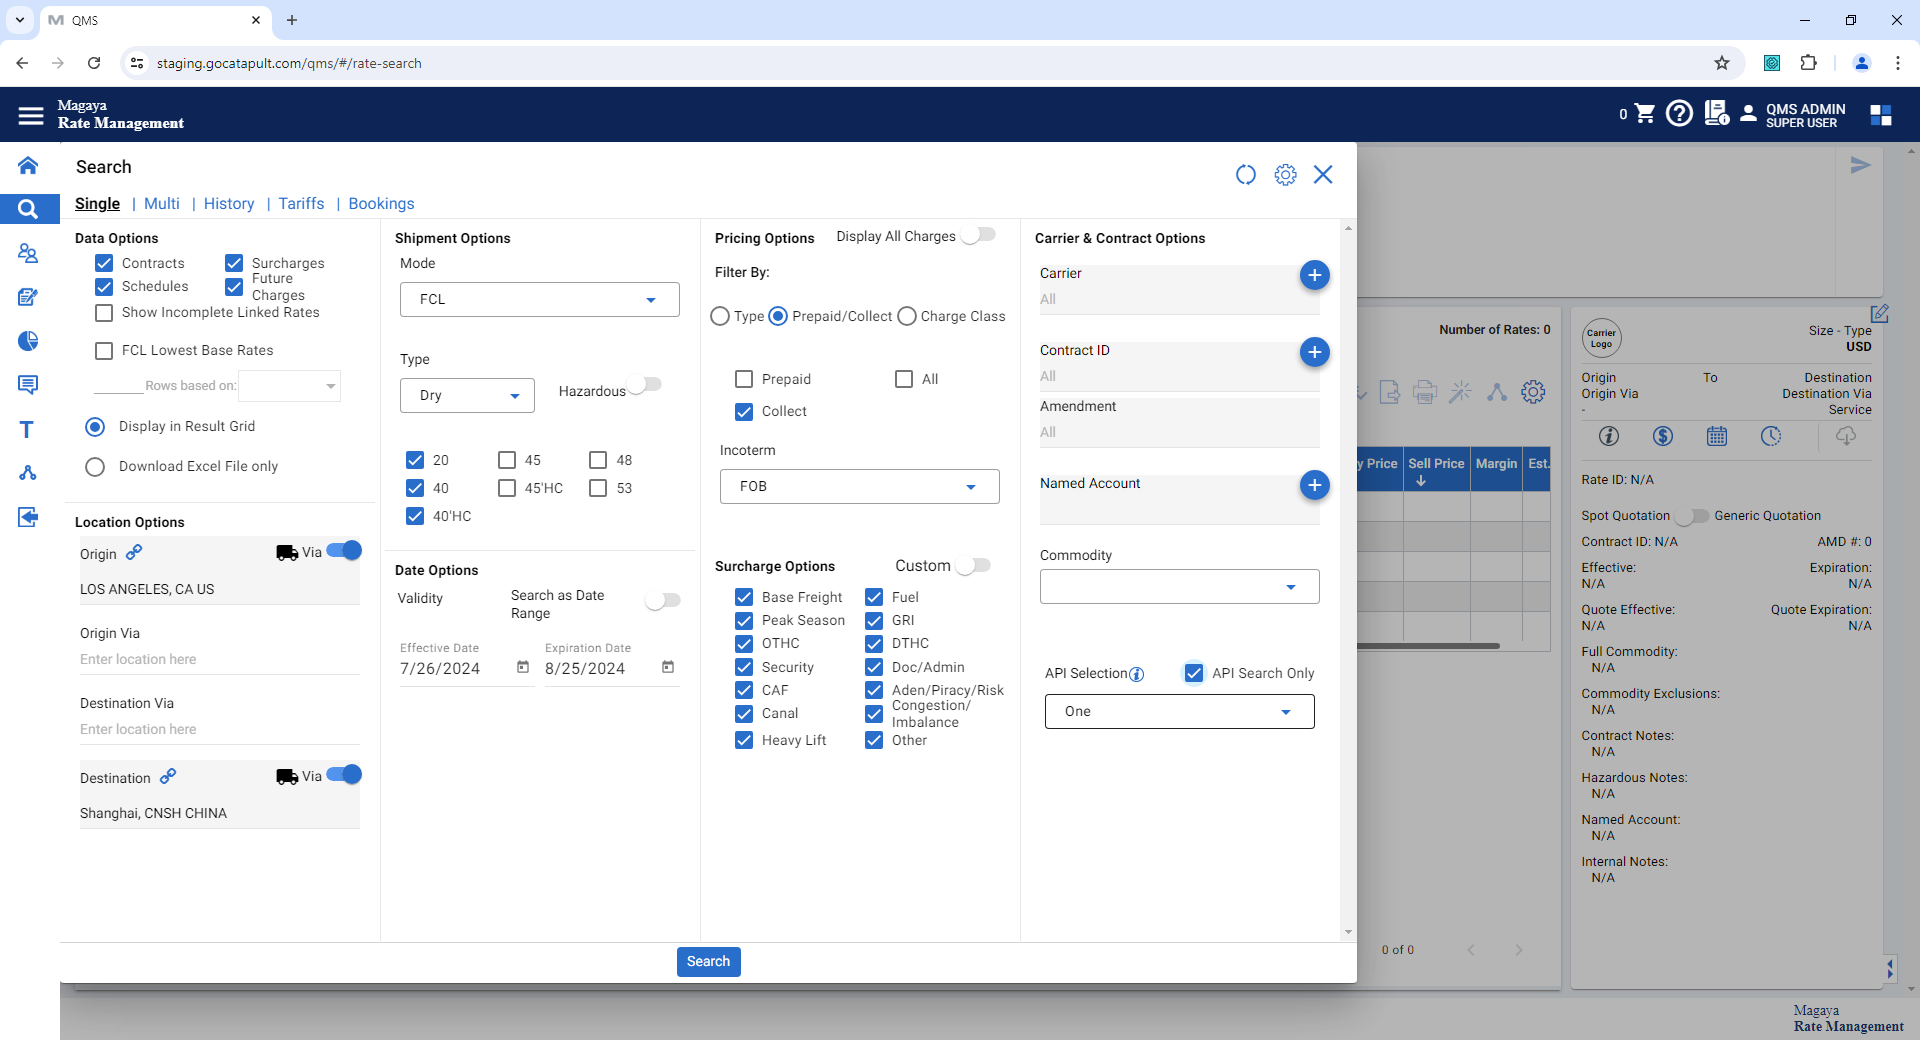 QMS
staging.gocatapult.com/qms/#/rate-search
Magaya
Rate Management
0
QMS ADMIN
SUPER USER
Search
Single | Multi | History | Tariffs | Bookings
Data Options
Contracts
Surcharges
Schedules
Future
Charges
Show Incomplete Linked Rates
FCL Lowest Base Rates
Rows based on:
Display in Result Grid
Download Excel File only
Location Options
Origin
Via
LOS ANGELES, CA US
Origin Via
Enter location here
Destination Via
Enter location here
Destination
Via
Shanghai, CNSH CHINA
Shipment Options
Mode
FCL
Type
Dry
Hazardous
20
45
48
40
45'HC
53
40'HC
Date Options
Validity
Search as Date
Range
Effective Date
7/26/2024
Expiration Date
8/25/2024
Pricing Options
Display All Charges
Filter By:
Type
Prepaid/Collect
Charge Class
Prepaid
All
Collect
Incoterm
FOB
Surcharge Options
Custom
Base Freight
Fuel
Peak Season
GRI
OTHC
DTHC
Security
Doc/Admin
CAF
Aden/Piracy/Risk
Canal
Congestion/
Imbalance
Heavy Lift
Other
Carrier & Contract Options
Carrier
All
Contract ID
All
Amendment
All
Named Account
Commodity
API Selection
API Search Only
One
Search
Number of Rates: 0
y Price
Sell Price
Margin
Est.
0 of 0
Carrier
Logo
Size - Type
USD
Origin
To
Destination
Origin Via
Destination Via
-
Service
Rate ID: N/A
Spot Quotation
Generic Quotation
Contract ID: N/A
AMD #: 0
Effective:
Expiration:
N/A
N/A
Quote Effective:
Quote Expiration:
N/A
N/A
Full Commodity:
N/A
Commodity Exclusions:
N/A
Contract Notes:
N/A
Hazardous Notes:
N/A
Named Account:
N/A
Internal Notes:
N/A
Magaya
Rate Management